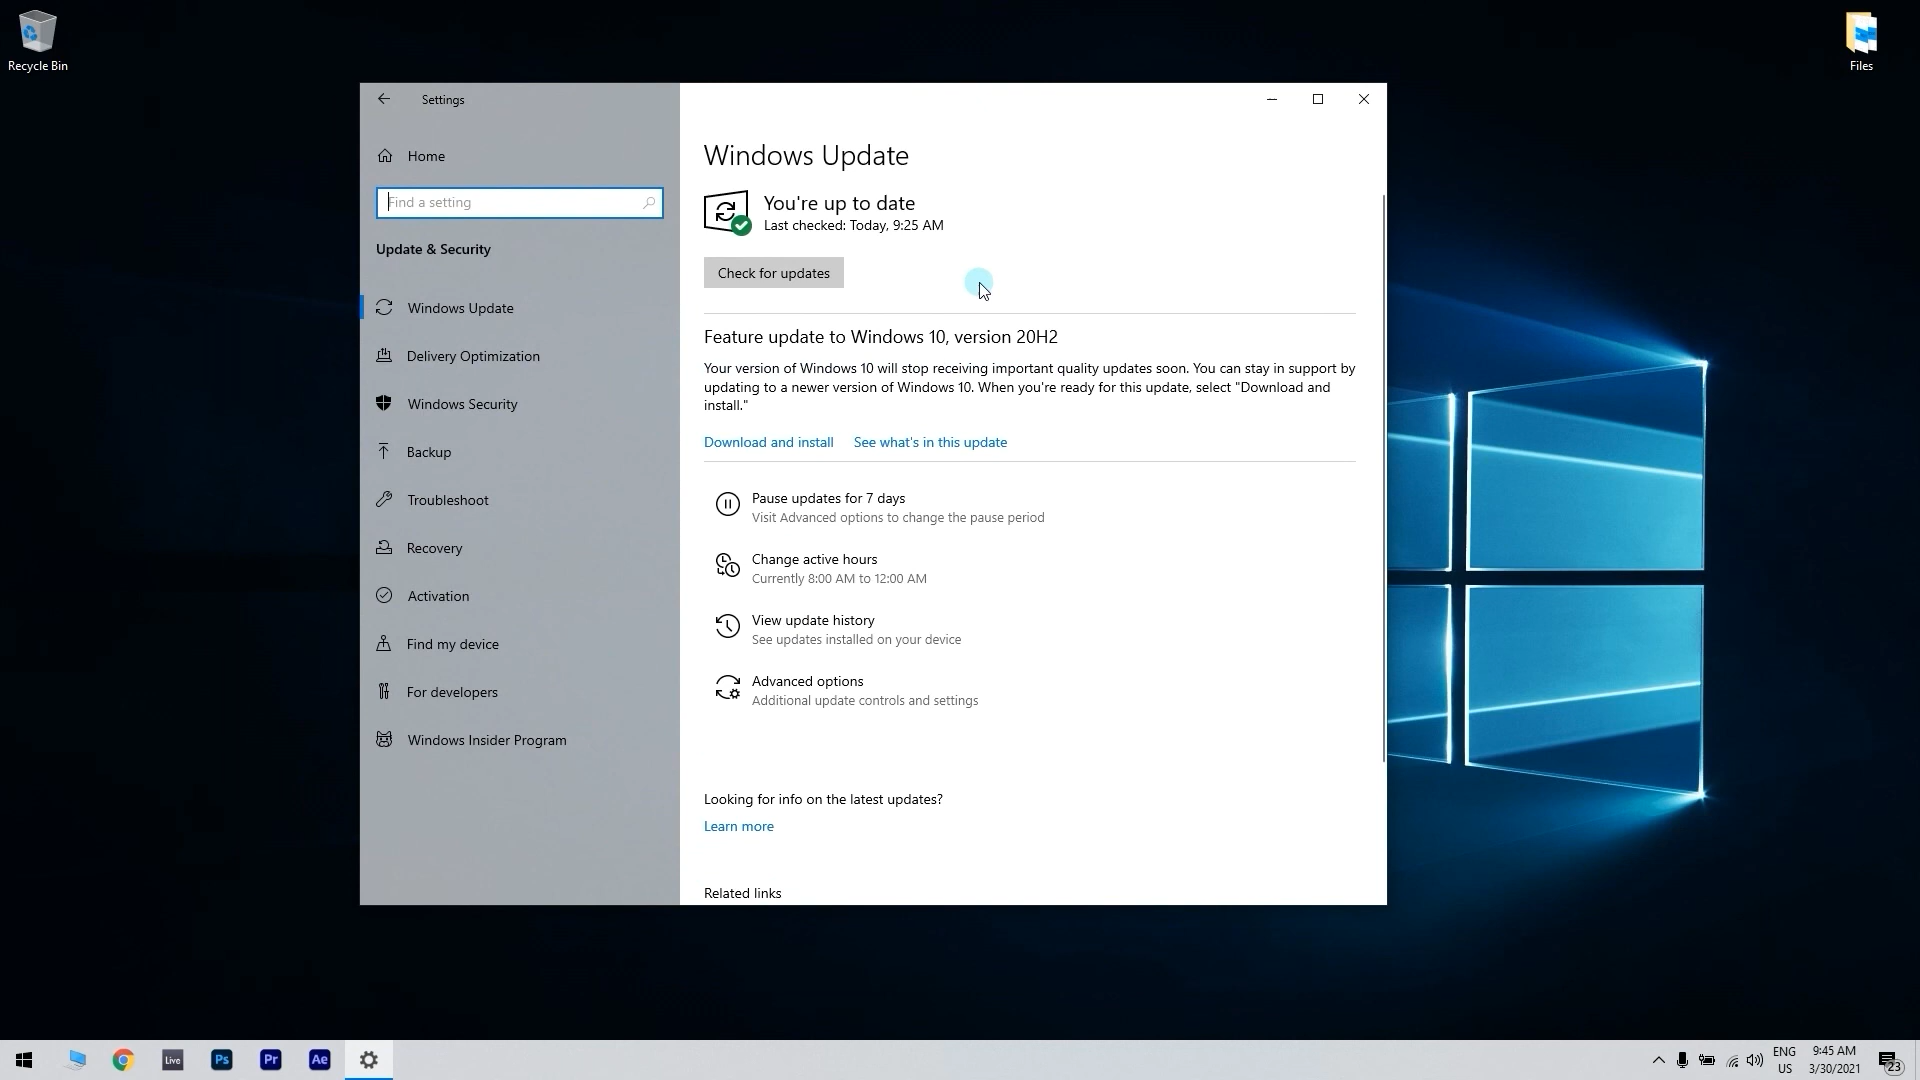 Recycle Bin
Files
Settings
Home
Find a setting
Update & Security
Windows Update
Delivery Optimization
Windows Security
Backup
Troubleshoot
Recovery
Activation
Find my device
For developers
Windows Insider Program
Windows Update
You're up to date
Last checked: Today, 9:25 AM
Check for updates
Feature update to Windows 10, version 20H2
Your version of Windows 10 will stop receiving important quality updates soon. You can stay in support by
updating to a newer version of Windows 10. When you're ready for this update, select "Download and
install."
Download and install See what's in this update
Pause updates for 7 days
Visit Advanced options to change the pause period
Change active hours
Currently 8:00 AM to 12:00 AM
View update history
See updates installed on your device
Advanced options
Additional update controls and settings
Looking for info on the latest updates?
Learn more
Related links
Live
Ps
Pr
Ae
ENG
US
9:45 AM
3/30/2021
23